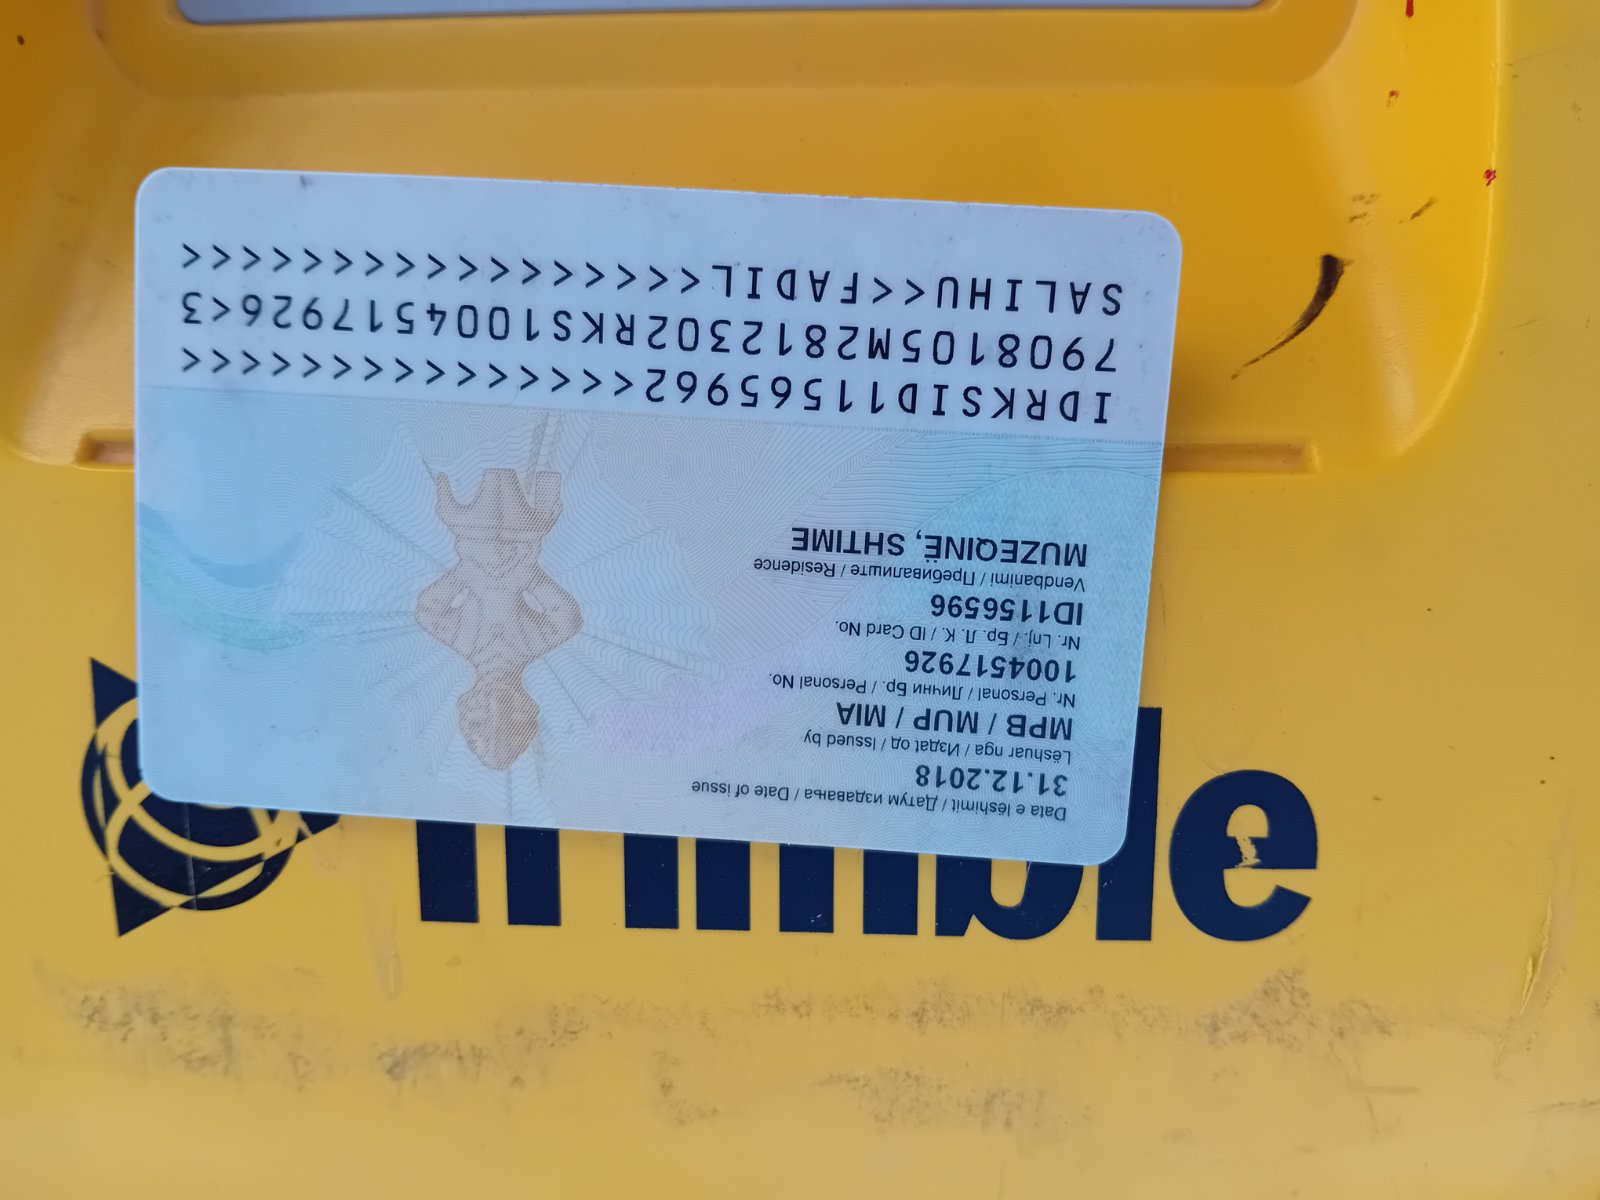 Data e lëshimit / Датум издавања / Date of issue
31.12.2018
Lëshuar nga / Издат од / Issued by
MPB / MUP / MIA
Nr. Personal / Лични Бр. / Personal No.
1004517926
Nr. Lnj. / Бр. Л. К. / ID Card No.
ID1156596
Vendbanimi / Пребивалиште / Residence
MUZEQINË, SHTIME
IDRKSID11565962<<<<<<<<<<<<<<<
7908105M2812302RKS1004517926<3
SALIHU<<FADIL<<<<<<<<<<<<<<<<<